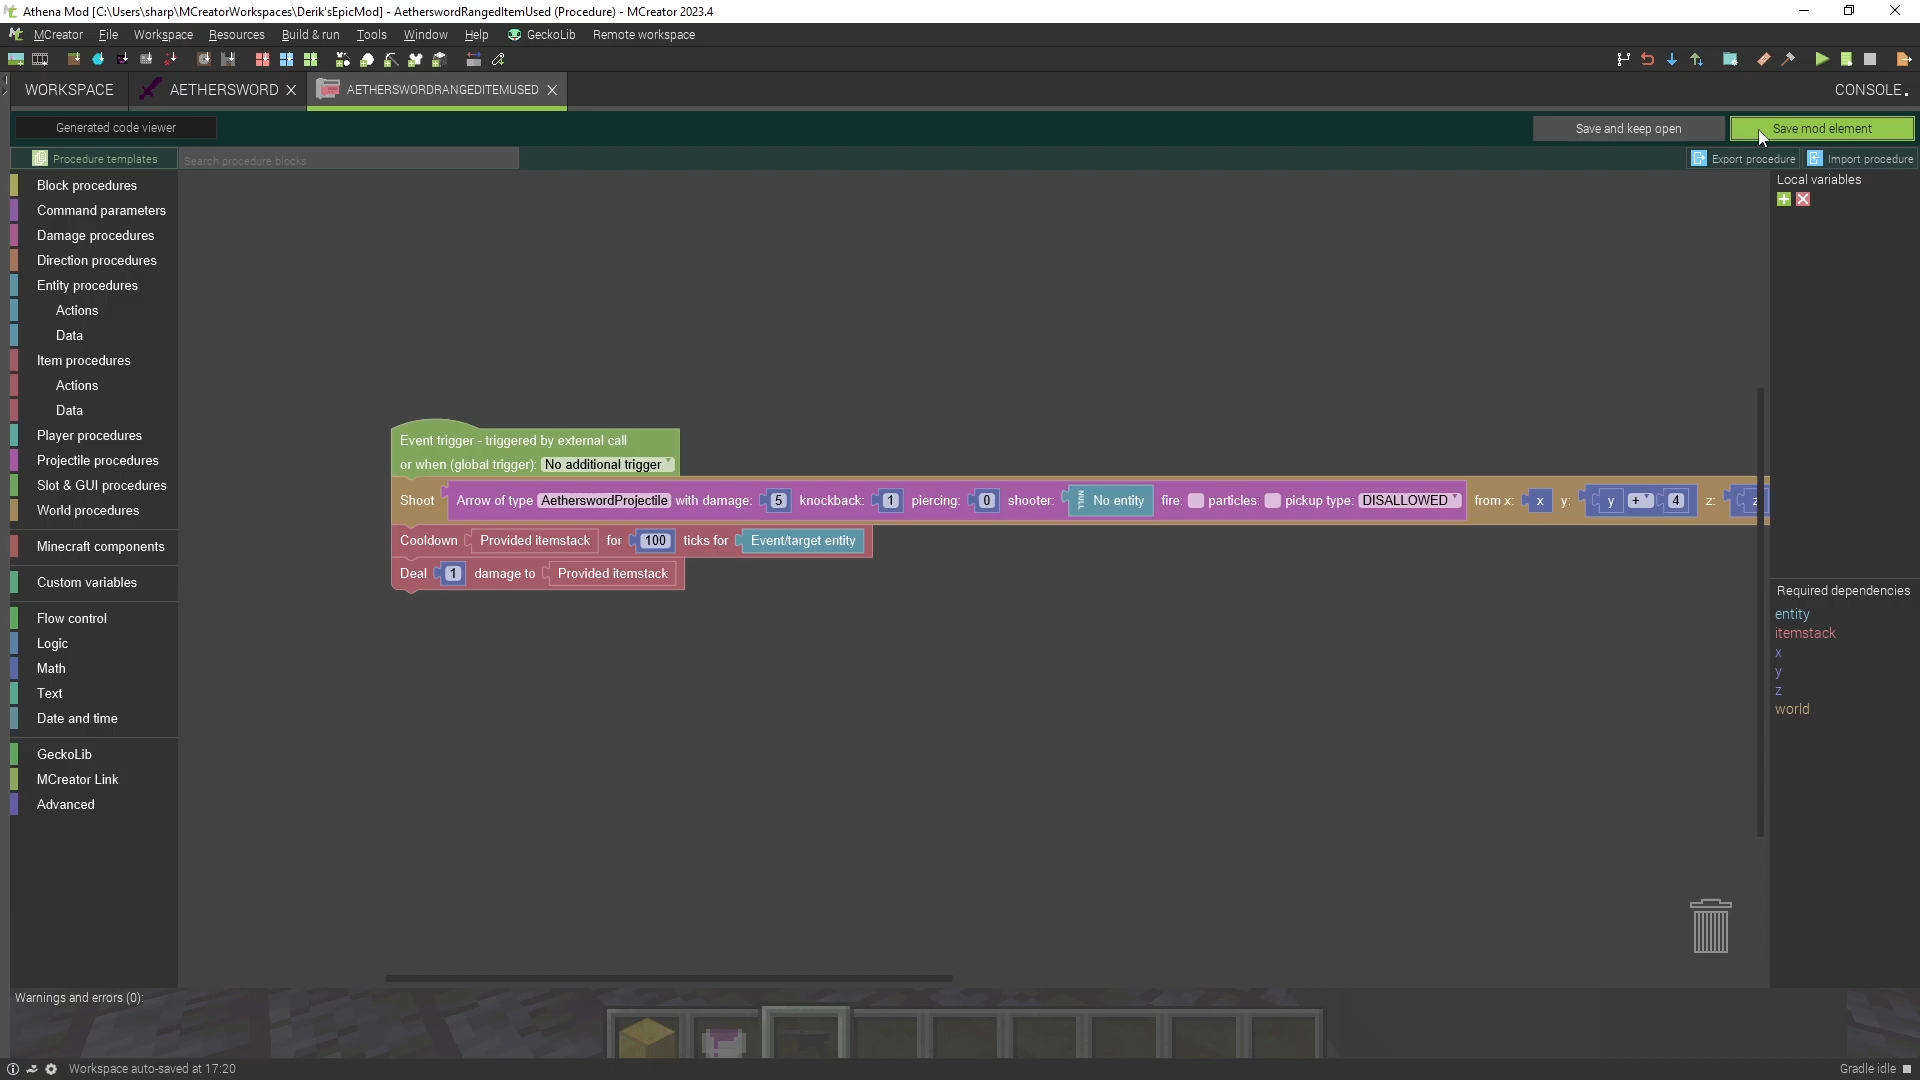 Athena Mod [C:\Users\sharp\MCreatorWorkspaces\Derik'sEpicMod] - AetherswordRangedItemUsed (Procedure) - MCreator 2023.4
MCreator File Workspace Resources Build & run Tools Window Help GeckoLib Remote workspace
WORKSPACE AETHERSWORD AETHERSWORDRANGEDITEMUSED CONSOLE
Generated code viewer Save and keep open Save mod element
Procedure templates Search procedure blocks Export procedure Import procedure
Block procedures
Command parameters
Damage procedures
Direction procedures
Entity procedures
Actions
Data
Item procedures
Actions
Data
Player procedures
Projectile procedures
Slot & GUI procedures
World procedures
Minecraft components
Custom variables
Flow control
Logic
Math
Text
Date and time
GeckoLib
MCreator Link
Advanced
Event trigger - triggered by external call
or when (global trigger): No additional trigger
Shoot Arrow of type AetherswordProjectile with damage: 5 knockback: 1 piercing: 0 shooter: NULL No entity fire: particles: pickup type: DISALLOWED from x: x y: y + 4 z: z
Cooldown Provided itemstack for 100 ticks for Event/target entity
Deal 1 damage to Provided itemstack
Local variables
Required dependencies
entity
itemstack
x
y
z
world
Warnings and errors (0):
Workspace auto-saved at 17:20 Gradle idle